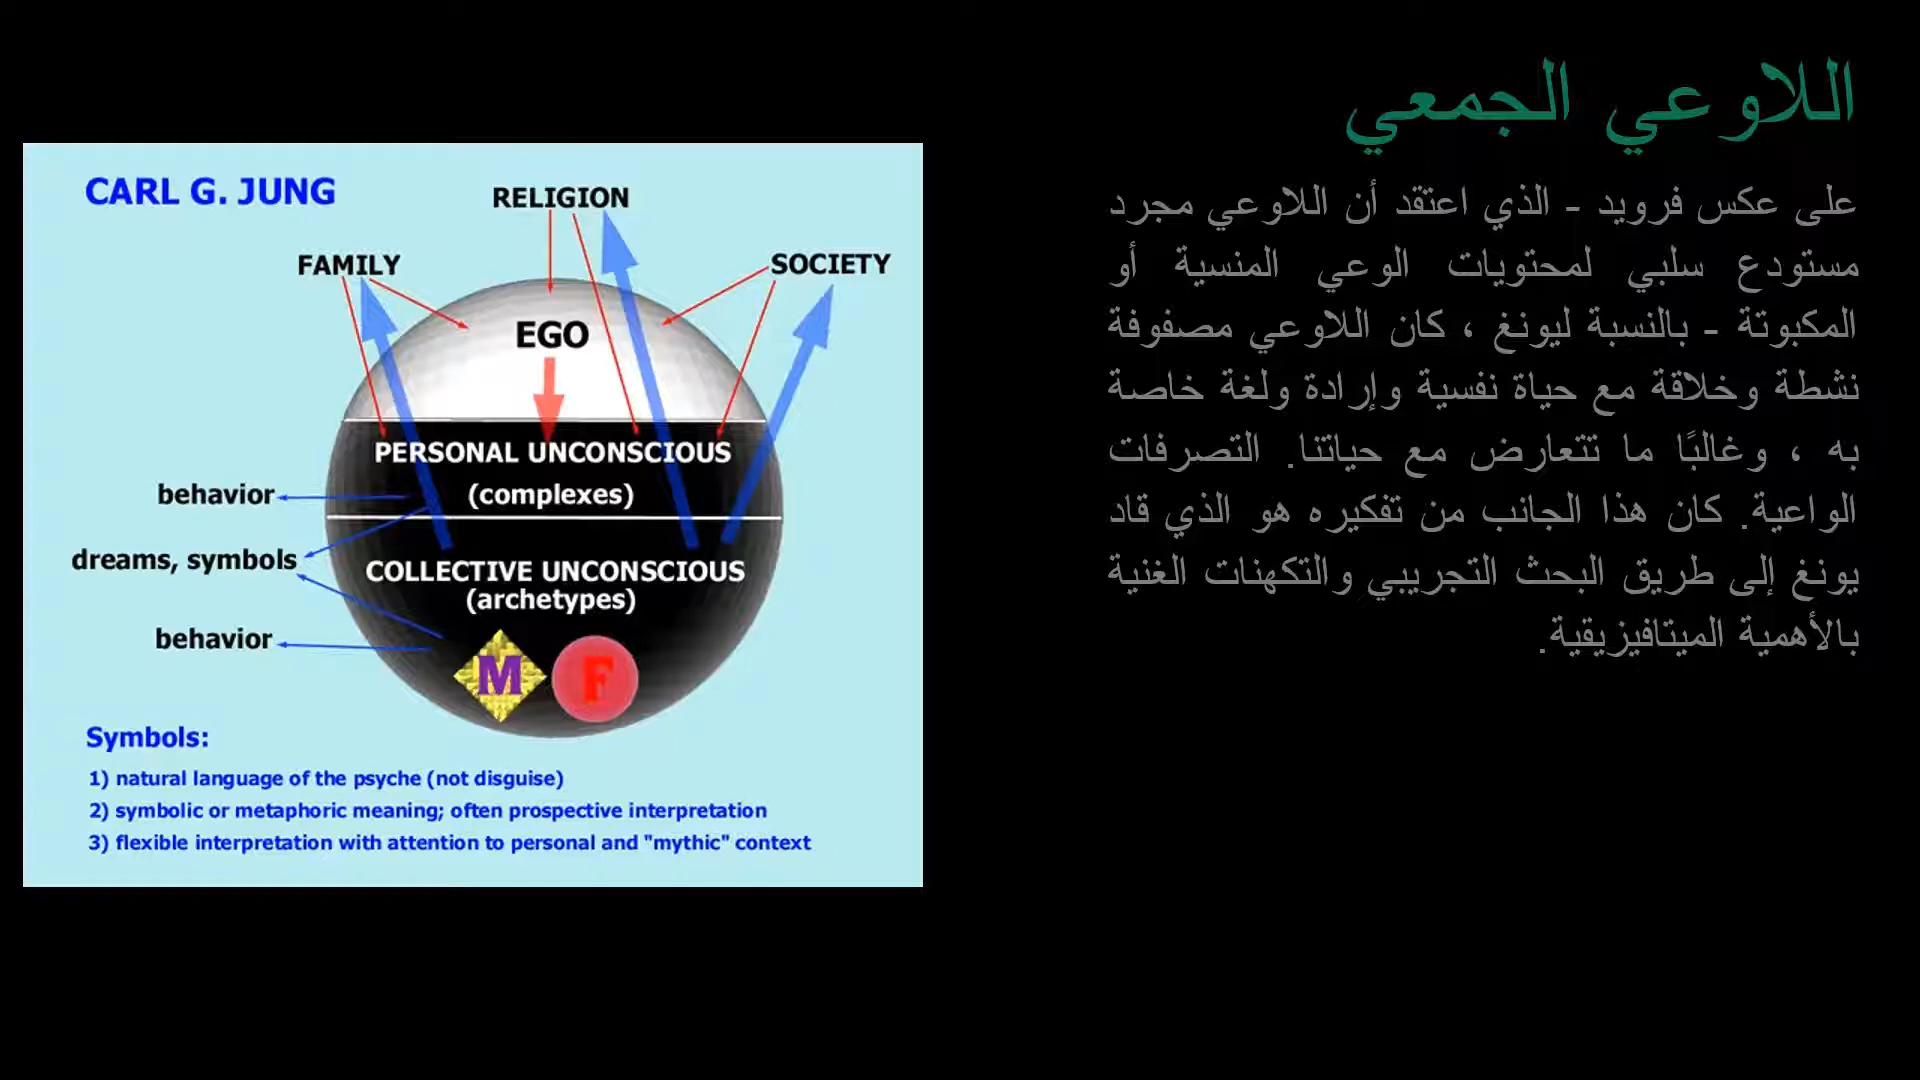 اللاوعي الجمعي
على عكس فرويد - الذي اعتقد أن اللاوعي مجرد
مستودع سلبي لمحتويات الوعي المنسية أو
المكبوتة - بالنسبة ليونغ ، كان اللاوعي مصفوفة
نشطة وخلاقة مع حياة نفسية وإرادة ولغة خاصة
به ، وغالبًا ما تتعارض مع حياتنا. التصرفات
الواعية. كان هذا الجانب من تفكيره هو الذي قاد
يونغ إلى طريق البحث التجريبي والتكهنات الغنية
بالأهمية الميتافيزيقية.
CARL G. JUNG
RELIGION
FAMILY
SOCIETY
EGO
PERSONAL UNCONSCIOUS
(complexes)
behavior
dreams, symbols
COLLECTIVE UNCONSCIOUS
(archetypes)
behavior
M F
Symbols:
1) natural language of the psyche (not disguise)
2) symbolic or metaphoric meaning; often prospective interpretation
3) flexible interpretation with attention to personal and "mythic" context